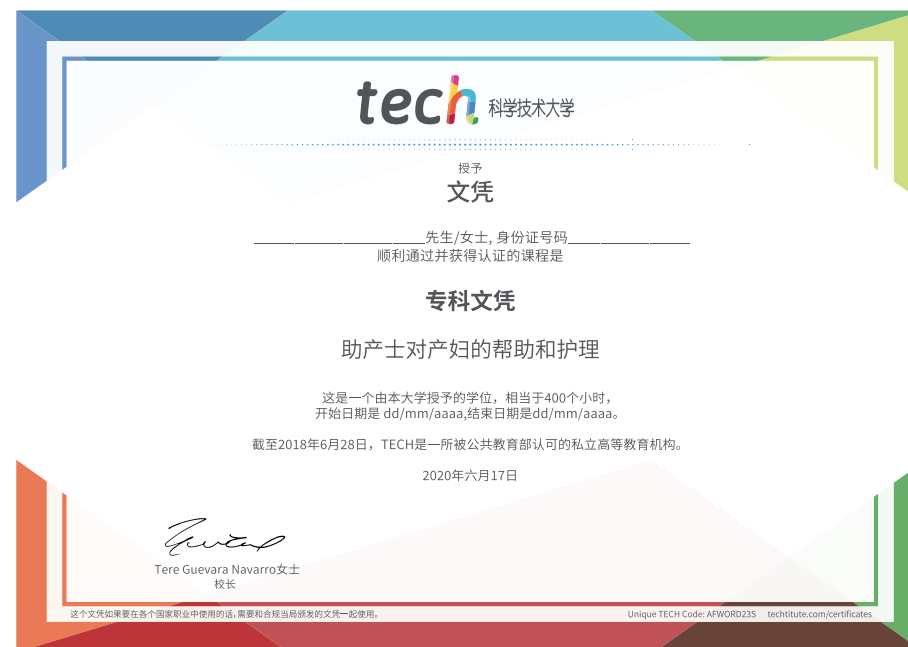 tech 科学技术大学
授予
文凭
先生/女士, 身份证号码
顺利通过并获得认证的课程是
专科文凭
助产士对产妇的帮助和护理
这是一个由本大学授予的学位，相当于400个小时，
开始日期是 dd/mm/aaaa,结束日期是dd/mm/aaaa。
截至2018年6月28日，TECH是一所被公共教育部认可的私立高等教育机构。
2020年六月17日
Tere Guevara Navarro女士
校长
这个文凭如果要在各个国家职业中使用的话,需要和合规当局颁发的文凭一起使用。
Unique TECH Code: AFWORD23S techtitute.com/certificates